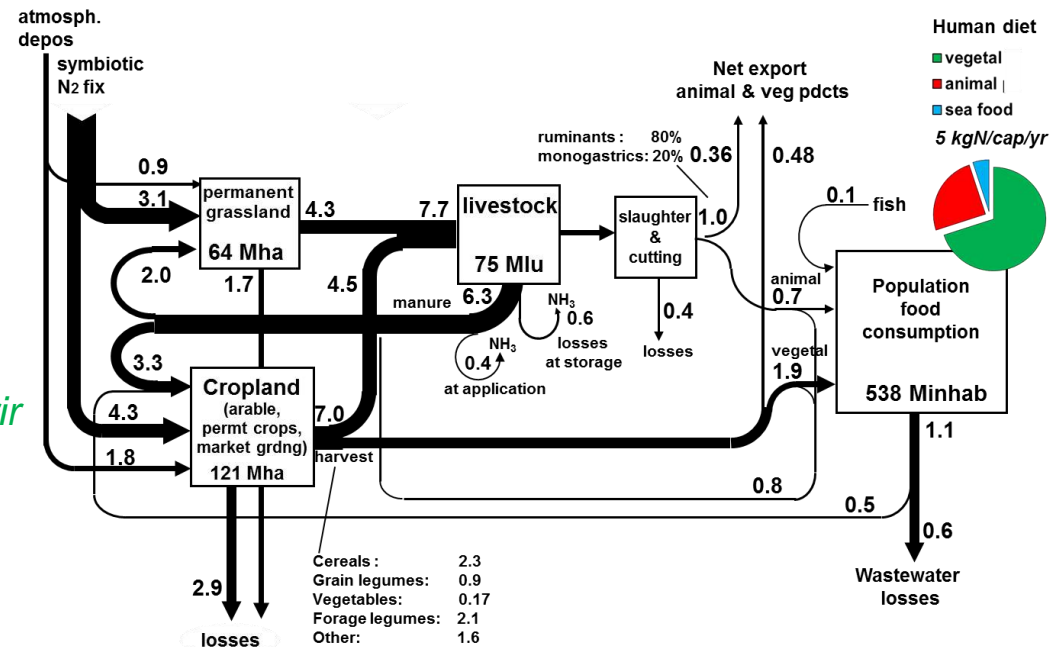 atmosph.
depos
symbiotic
N2 fix
Human diet
vegetal
animal
sea food
5 kgN/cap/yr
Net export
animal & veg pdcts
ruminants : 80%
monogastrics: 20%
0.36
0.48
0.9
3.1
permanent
grassland
64 Mha
4.3
7.7
livestock
75 Mlu
slaughter
&
cutting
1.0
0.1
fish
2.0
1.7
4.5
manure
6.3
NH3
0.6
losses
at storage
NH3
0.4
at application
0.4
losses
animal
0.7
vegetal
1.9
Population
food
consumption
538 Minhab
3.3
Cropland
(arable,
permt crops,
market grdng)
121 Mha
ir
4.3
1.8
7.0
harvest
0.8
0.5
1.1
0.6
Wastewater
losses
2.9
losses
Cereals : 2.3
Grain legumes: 0.9
Vegetables: 0.17
Forage legumes: 2.1
Other: 1.6